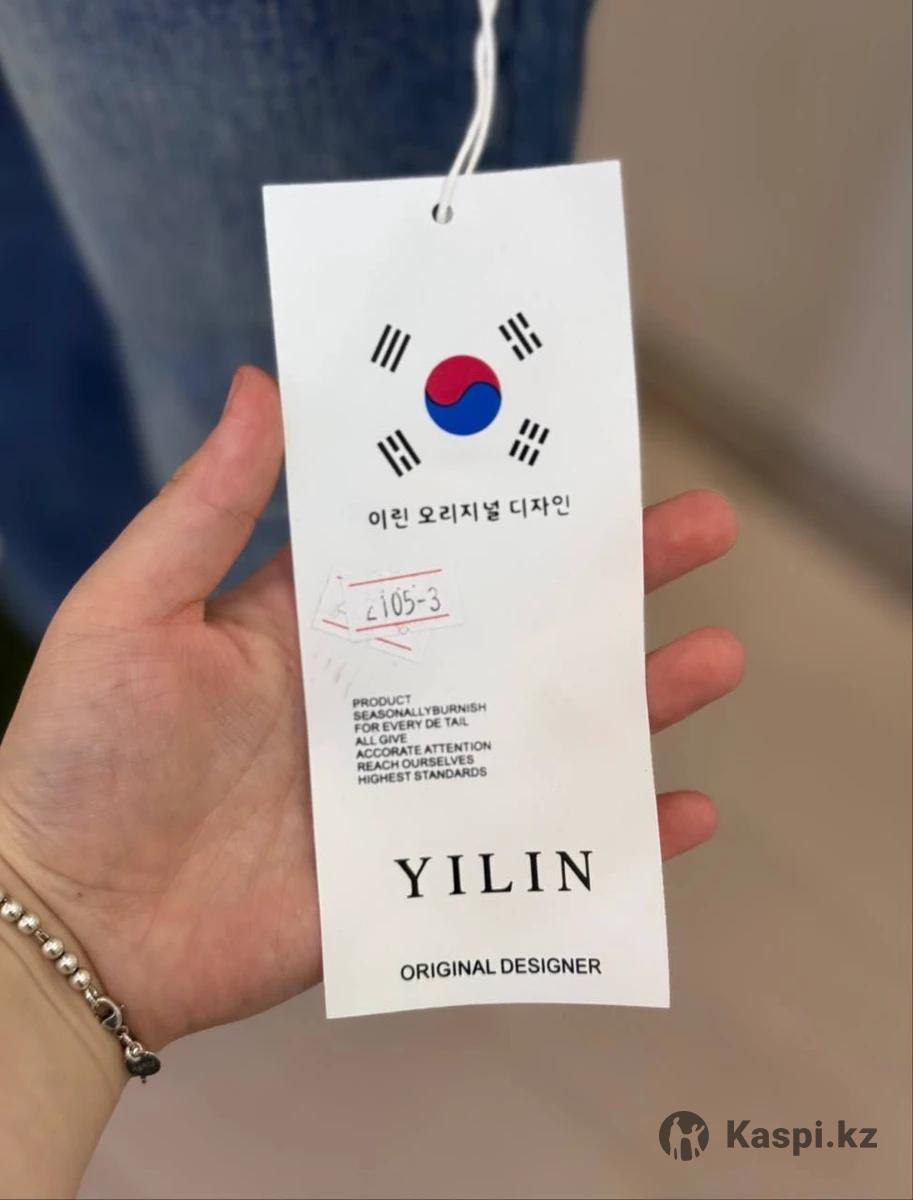 이린 오리지널 디자인
2105-3
PRODUCT
SEASONALLYBURNISH
FOR EVERY DE TAIL
ALL GIVE
ACCORATE ATTENTION
REACH OURSELVES
HIGHEST STANDARDS
YILIN
ORIGINAL DESIGNER
Kaspi.kz